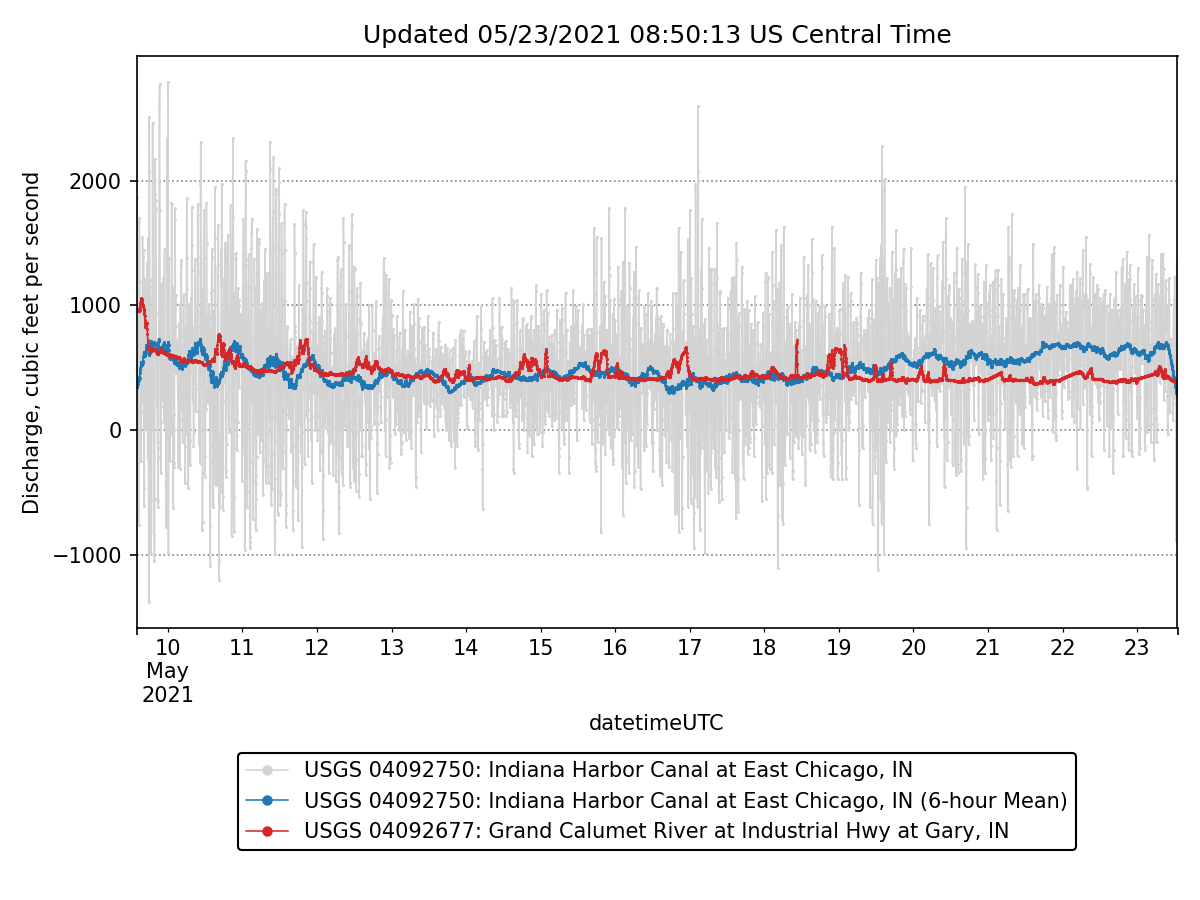 Updated 05/23/2021 08:50:13 US Central Time
Discharge, cubic feet per second
2000
1000
0
−1000
10 11 12 13 14 15 16 17 18 19 20 21 22 23
May
2021
datetimeUTC
USGS 04092750: Indiana Harbor Canal at East Chicago, IN
USGS 04092750: Indiana Harbor Canal at East Chicago, IN (6-hour Mean)
USGS 04092677: Grand Calumet River at Industrial Hwy at Gary, IN